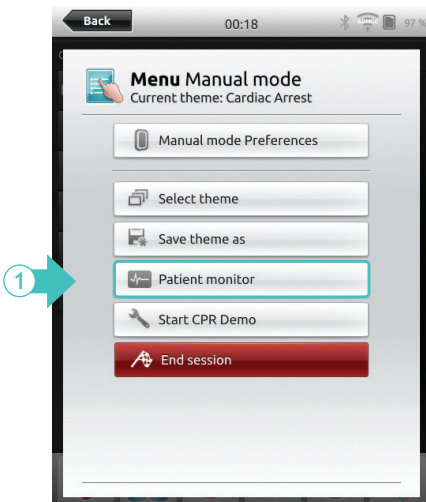 Back
00:18
97 %
Menu Manual mode
Current theme: Cardiac Arrest
Manual mode Preferences
Select theme
Save theme as
1
Patient monitor
Start CPR Demo
End session